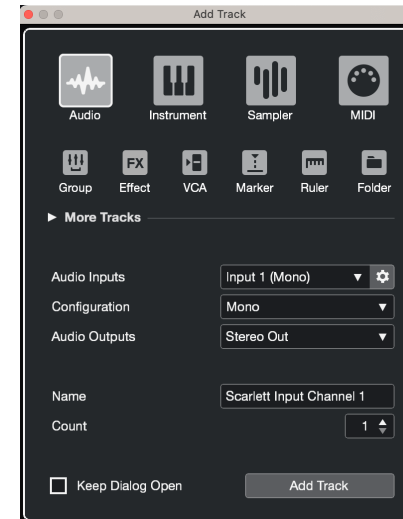 Add Track
Audio Instrument Sampler MIDI
FX
Group Effect VCA Marker Ruler Folder
More Tracks
Audio Inputs Input 1 (Mono)
Configuration Mono
Audio Outputs Stereo Out
Name Scarlett Input Channel 1
Count 1
Keep Dialog Open Add Track